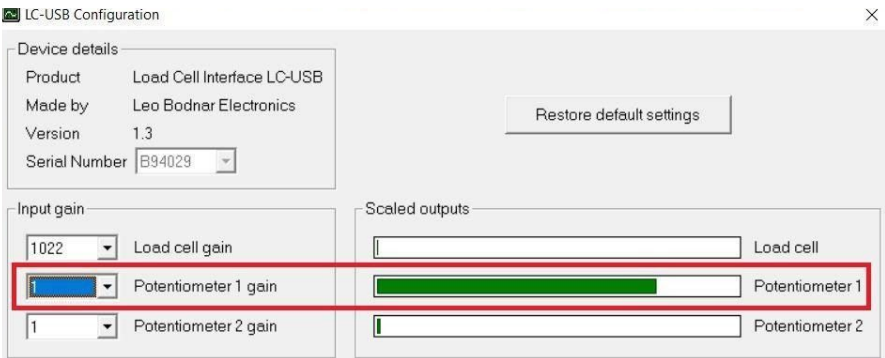 LC-USB Configuration
Device details
Product Load Cell Interface LC-USB
Made by Leo Bodnar Electronics
Version 1.3
Serial Number B94029
Restore default settings
Input gain
1022 Load cell gain
1 Potentiometer 1 gain
1 Potentiometer 2 gain
Scaled outputs
Load cell
Potentiometer 1
Potentiometer 2